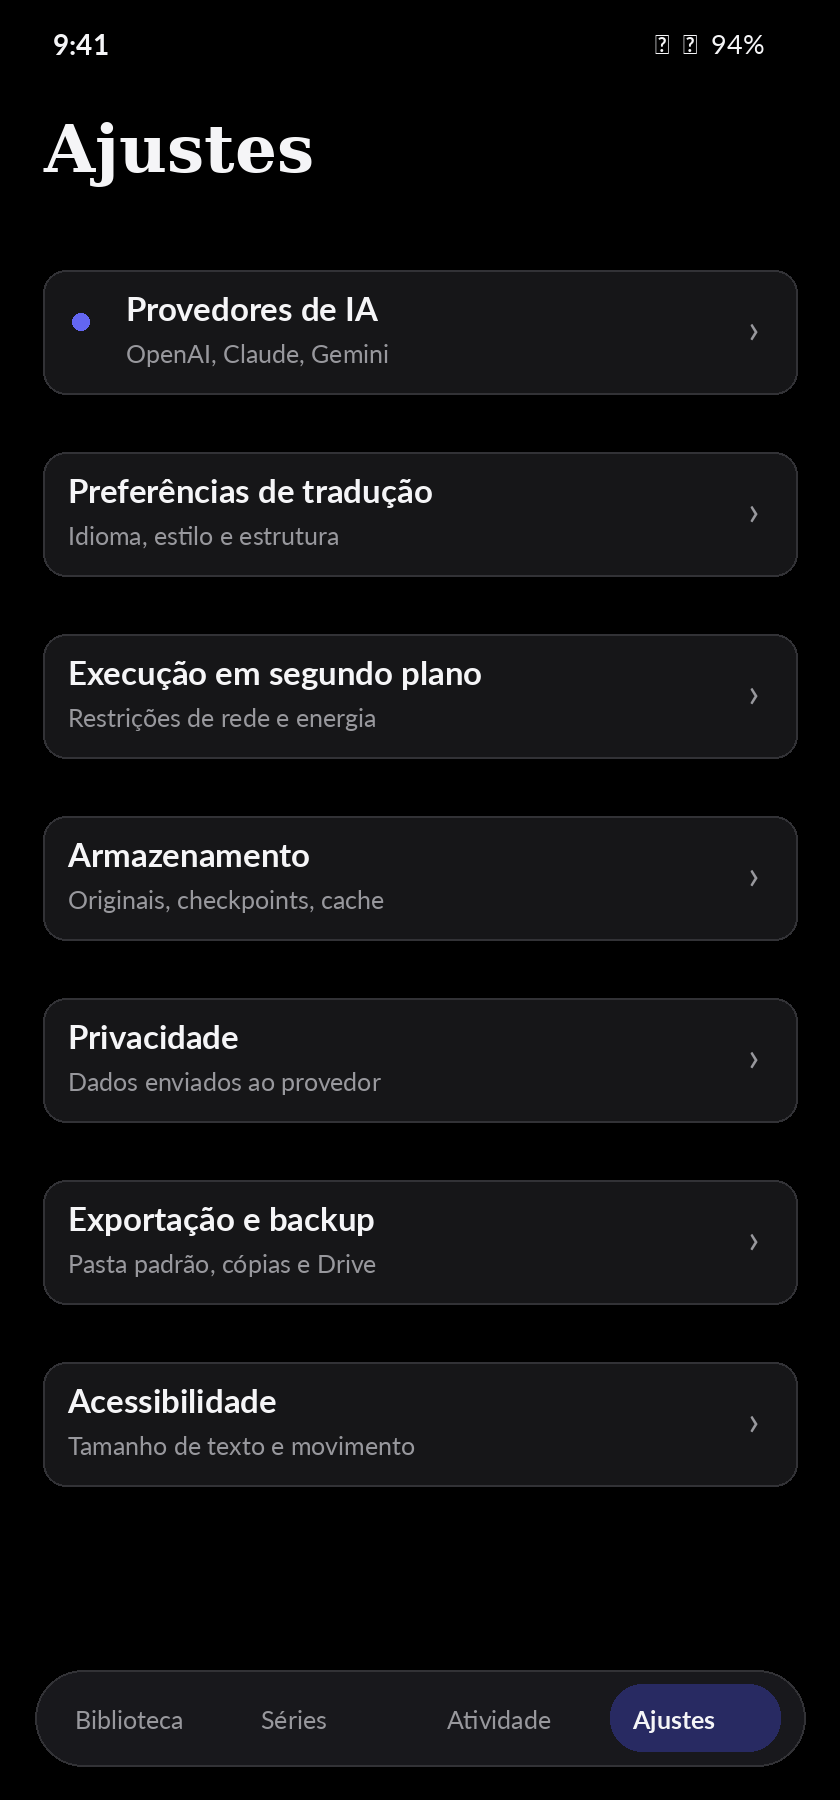 9:41 94%
Ajustes
Provedores de IA
OpenAI, Claude, Gemini
Preferências de tradução
Idioma, estilo e estrutura
Execução em segundo plano
Restrições de rede e energia
Armazenamento
Originais, checkpoints, cache
Privacidade
Dados enviados ao provedor
Exportação e backup
Pasta padrão, cópias e Drive
Acessibilidade
Tamanho de texto e movimento
Biblioteca Séries Atividade Ajustes